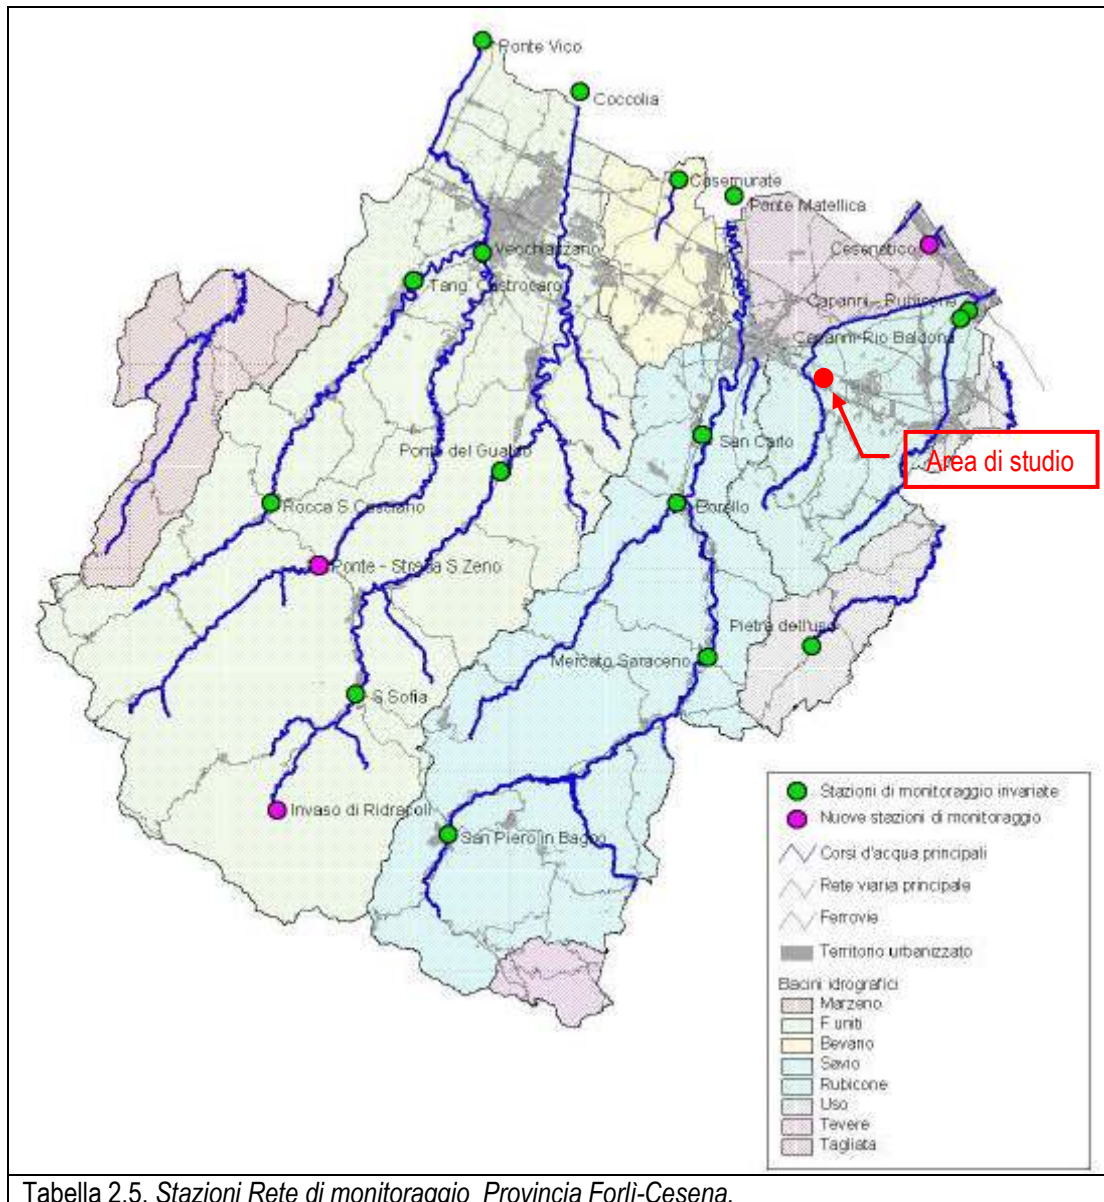 Ponte Vico
Coccolia
Casemurate
Ponte Matellica
Cesenatico
Vecchiazzano
Tang. Castrocaro
Capanni - Rubicone
Capanni-Rio Baldona
San Carlo
Area di studio
Ponte del Gualdo
Rocca S.Casciano
Borello
Ponte - Strada S.Zeno
Pietra dell'uso
Mercato Saraceno
S.Sofia
Invaso di Ridracoli
San Piero in Bagno
Stazioni di monitoraggio invariate
Nuove stazioni di monitoraggio
Corsi d'acqua principali
Rete viaria principale
Ferrovie
Territorio urbanizzato
Bacini idrografici
Marzeno
F.uniti
Bevano
Savio
Rubicone
Uso
Tevere
Tagliata
Tabella 2.5. Stazioni Rete di monitoraggio Provincia Forlì-Cesena.